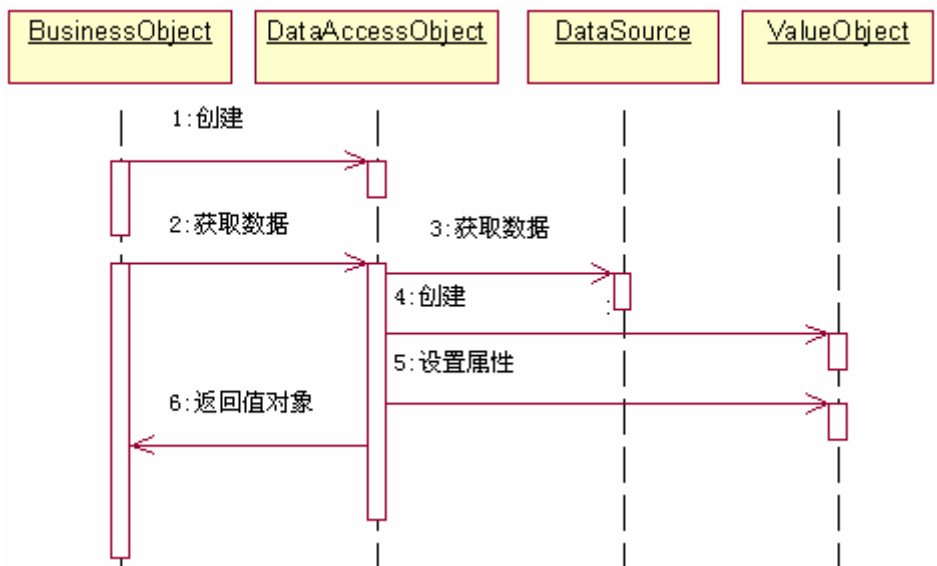 BusinessObject
DataAccessObject
DataSource
ValueObject
1:创建
2:获取数据
3:获取数据
4:创建
:
5:设置属性
6:返回值对象